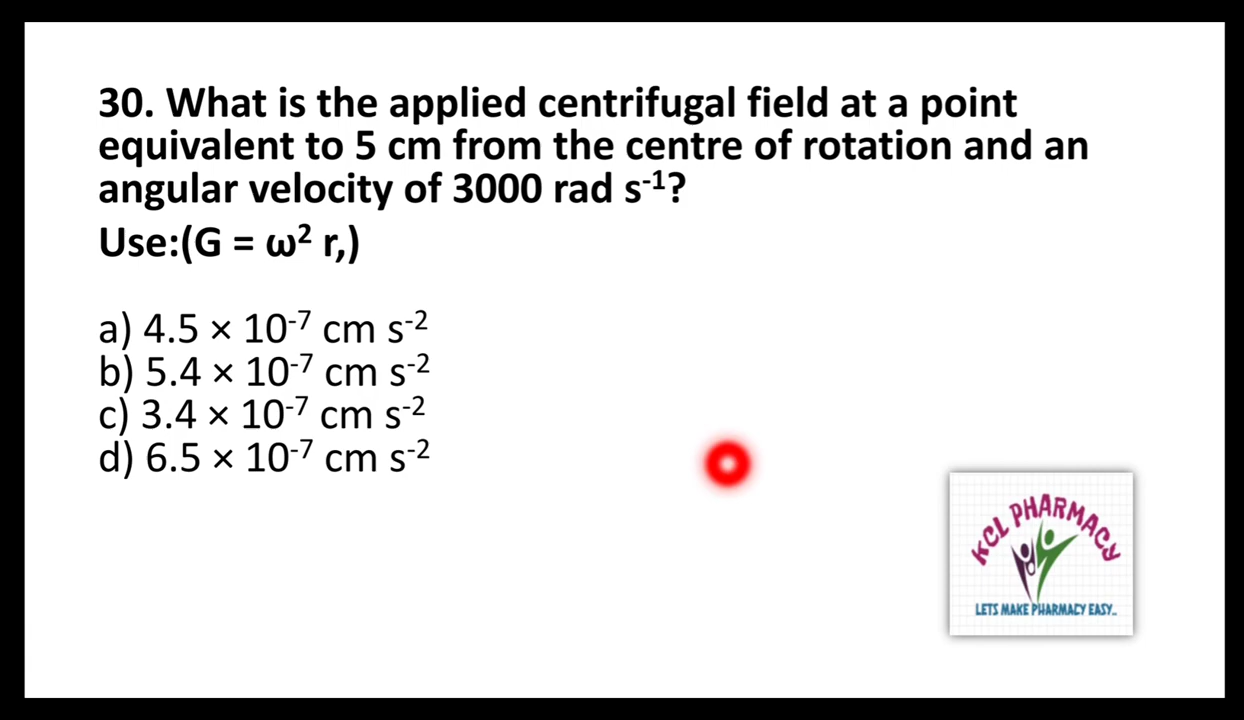 30. What is the applied centrifugal field at a point
equivalent to 5 cm from the centre of rotation and an
angular velocity of 3000 rad s⁻¹?
Use:(G = ω² r,)
a) 4.5 × 10⁻⁷ cm s⁻²
b) 5.4 × 10⁻⁷ cm s⁻²
c) 3.4 × 10⁻⁷ cm s⁻²
d) 6.5 × 10⁻⁷ cm s⁻²
KCL PHARMACY
LETS MAKE PHARMACY EASY..